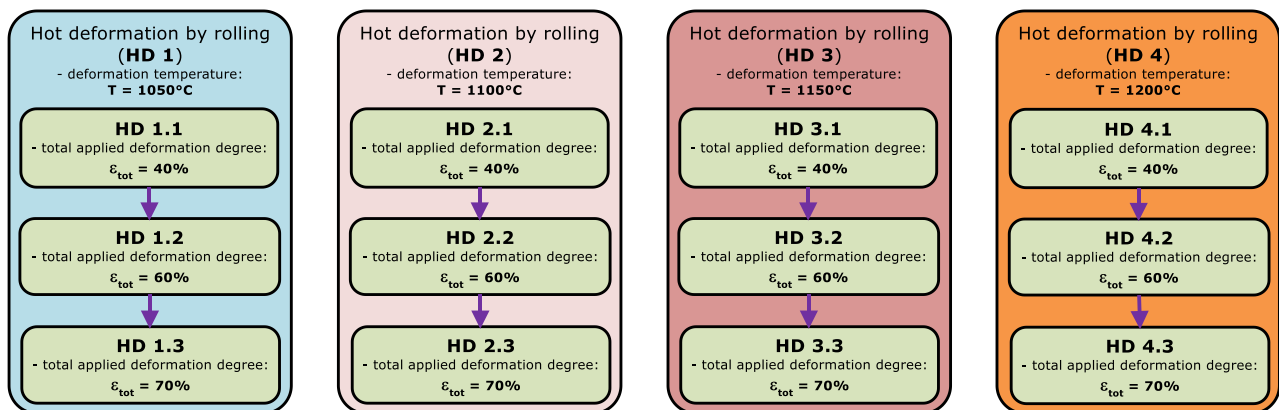 Hot deformation by rolling
(HD 1)
- deformation temperature:
T = 1050°C
HD 1.1
- total applied deformation degree:
εtot = 40%
HD 1.2
- total applied deformation degree:
εtot = 60%
HD 1.3
- total applied deformation degree:
εtot = 70%
Hot deformation by rolling
(HD 2)
- deformation temperature:
T = 1100°C
HD 2.1
- total applied deformation degree:
εtot = 40%
HD 2.2
- total applied deformation degree:
εtot = 60%
HD 2.3
- total applied deformation degree:
εtot = 70%
Hot deformation by rolling
(HD 3)
- deformation temperature:
T = 1150°C
HD 3.1
- total applied deformation degree:
εtot = 40%
HD 3.2
- total applied deformation degree:
εtot = 60%
HD 3.3
- total applied deformation degree:
εtot = 70%
Hot deformation by rolling
(HD 4)
- deformation temperature:
T = 1200°C
HD 4.1
- total applied deformation degree:
εtot = 40%
HD 4.2
- total applied deformation degree:
εtot = 60%
HD 4.3
- total applied deformation degree:
εtot = 70%